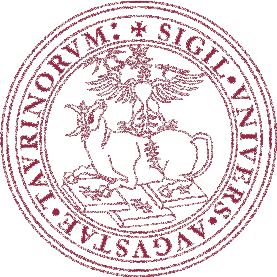 ✠ SIGIL • VNIVERS • AVGVSTAE • TAVRINORVM: